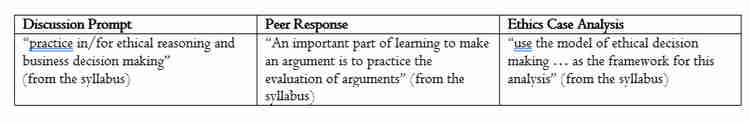 Discussion Prompt
"practice in/for ethical reasoning and
business decision making"
(from the syllabus)
Peer Response
"An important part of learning to make
an argument is to practice the
evaluation of arguments" (from the
syllabus)
Ethics Case Analysis
"use the model of ethical decision
making … as the framework for this
analysis" (from the syllabus)